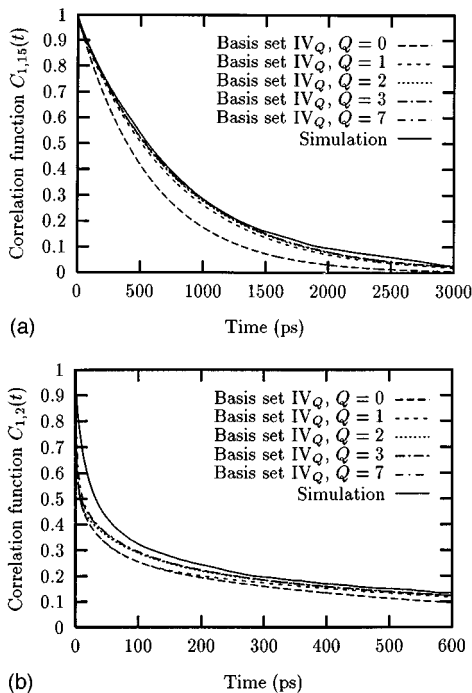 Correlation function C1,15(t)
1
0.9
0.8
0.7
0.6
0.5
0.4
0.3
0.2
0.1
0
Basis set IVQ, Q = 0
Basis set IVQ, Q = 1
Basis set IVQ, Q = 2
Basis set IVQ, Q = 3
Basis set IVQ, Q = 7
Simulation
0 500 1000 1500 2000 2500 3000
(a)
Time (ps)
Correlation function C1,2(t)
1
0.9
0.8
0.7
0.6
0.5
0.4
0.3
0.2
0.1
0
Basis set IVQ, Q = 0
Basis set IVQ, Q = 1
Basis set IVQ, Q = 2
Basis set IVQ, Q = 3
Basis set IVQ, Q = 7
Simulation
0 100 200 300 400 500 600
(b)
Time (ps)